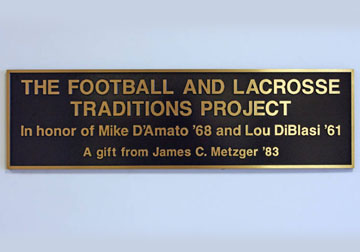 THE FOOTBALL AND LACROSSE
TRADITIONS PROJECT
In honor of Mike D'Amato '68 and Lou DiBlasi '61
A gift from James C. Metzger '83